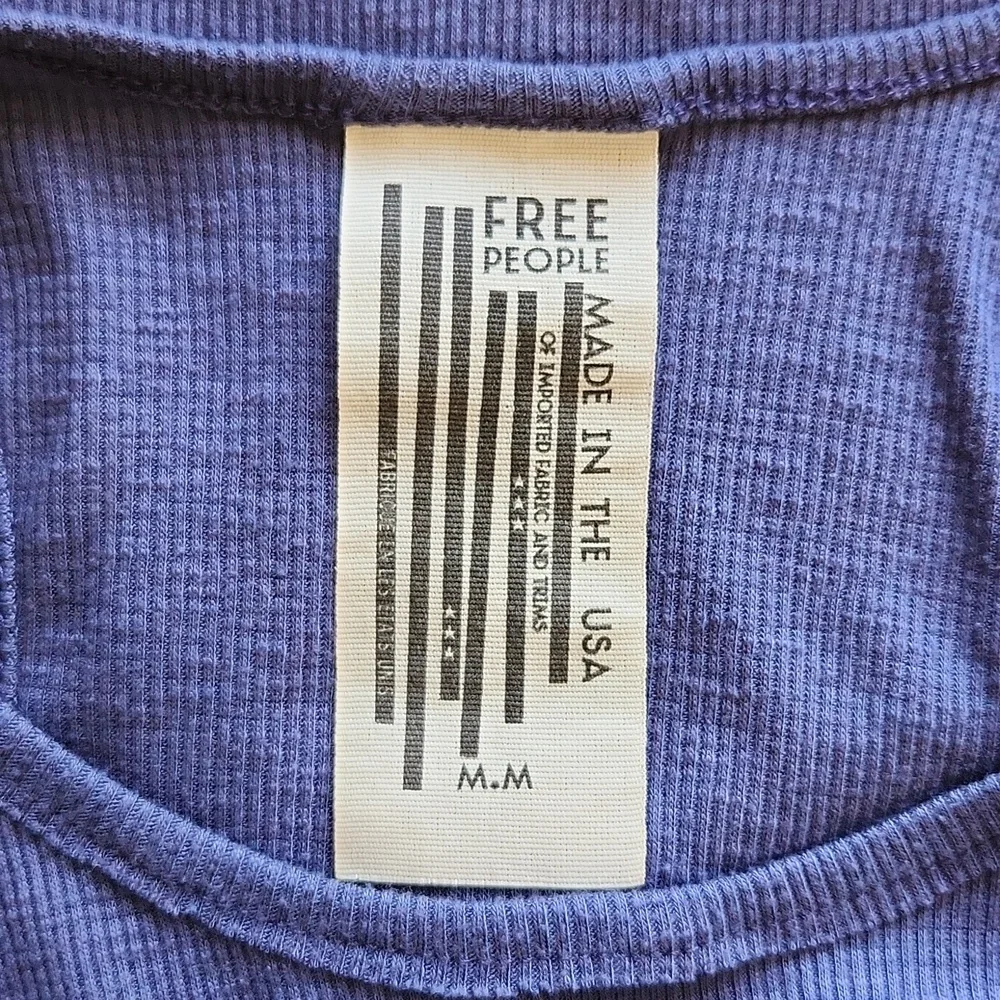 FREE
PEOPLE
MADE IN THE USA
OF IMPORTED FABRIC AND TRIMS
M.M